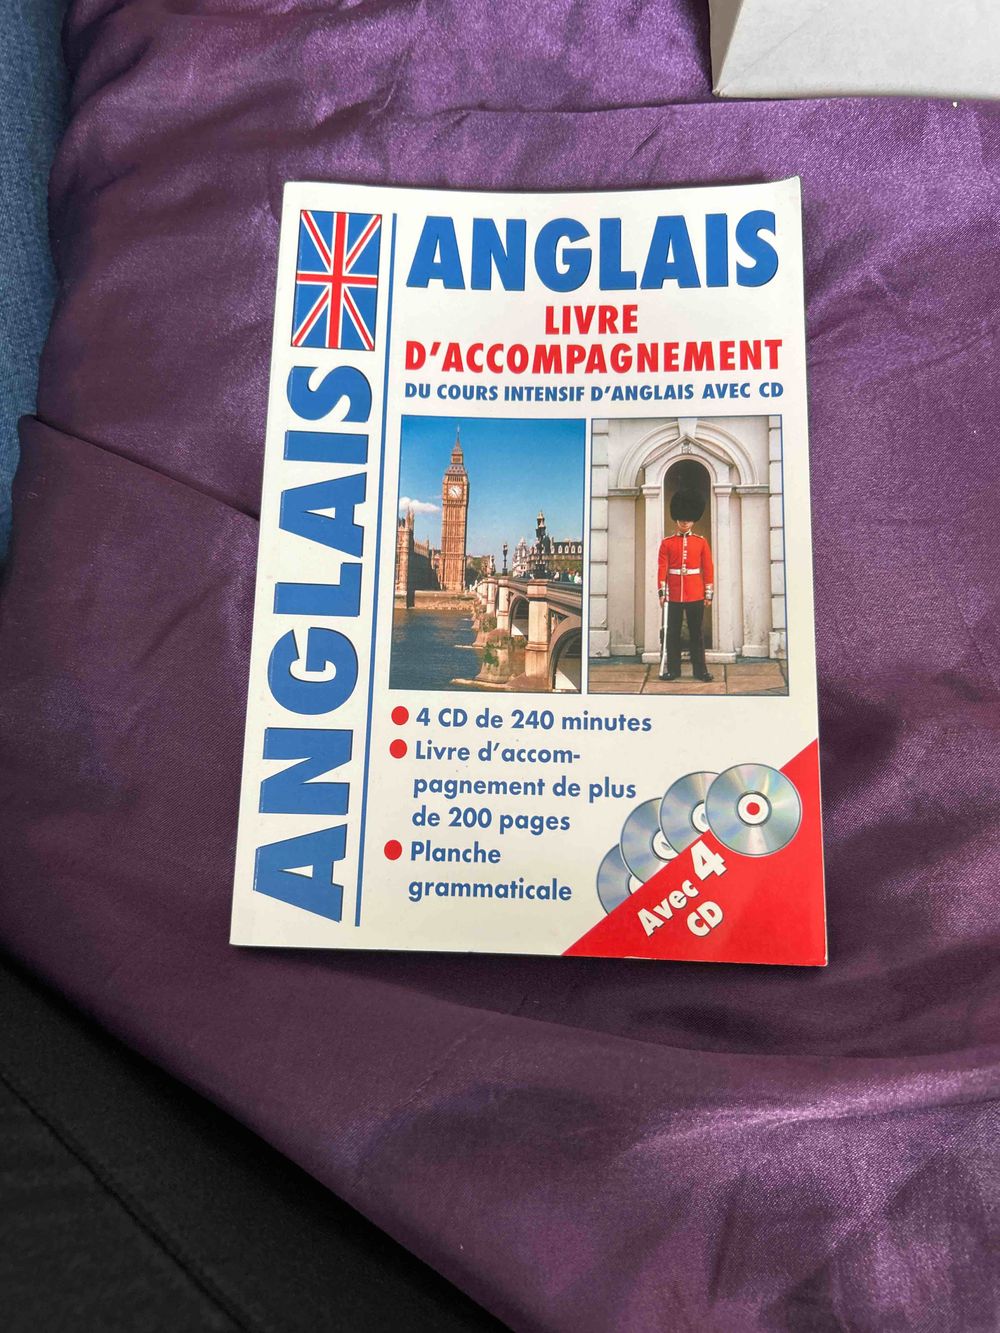 ANGLAIS
ANGLAIS
LIVRE
D'ACCOMPAGNEMENT
DU COURS INTENSIF D'ANGLAIS AVEC CD
4 CD de 240 minutes
Livre d'accom-
pagnement de plus
de 200 pages
Planche
grammaticale
Avec 4
CD